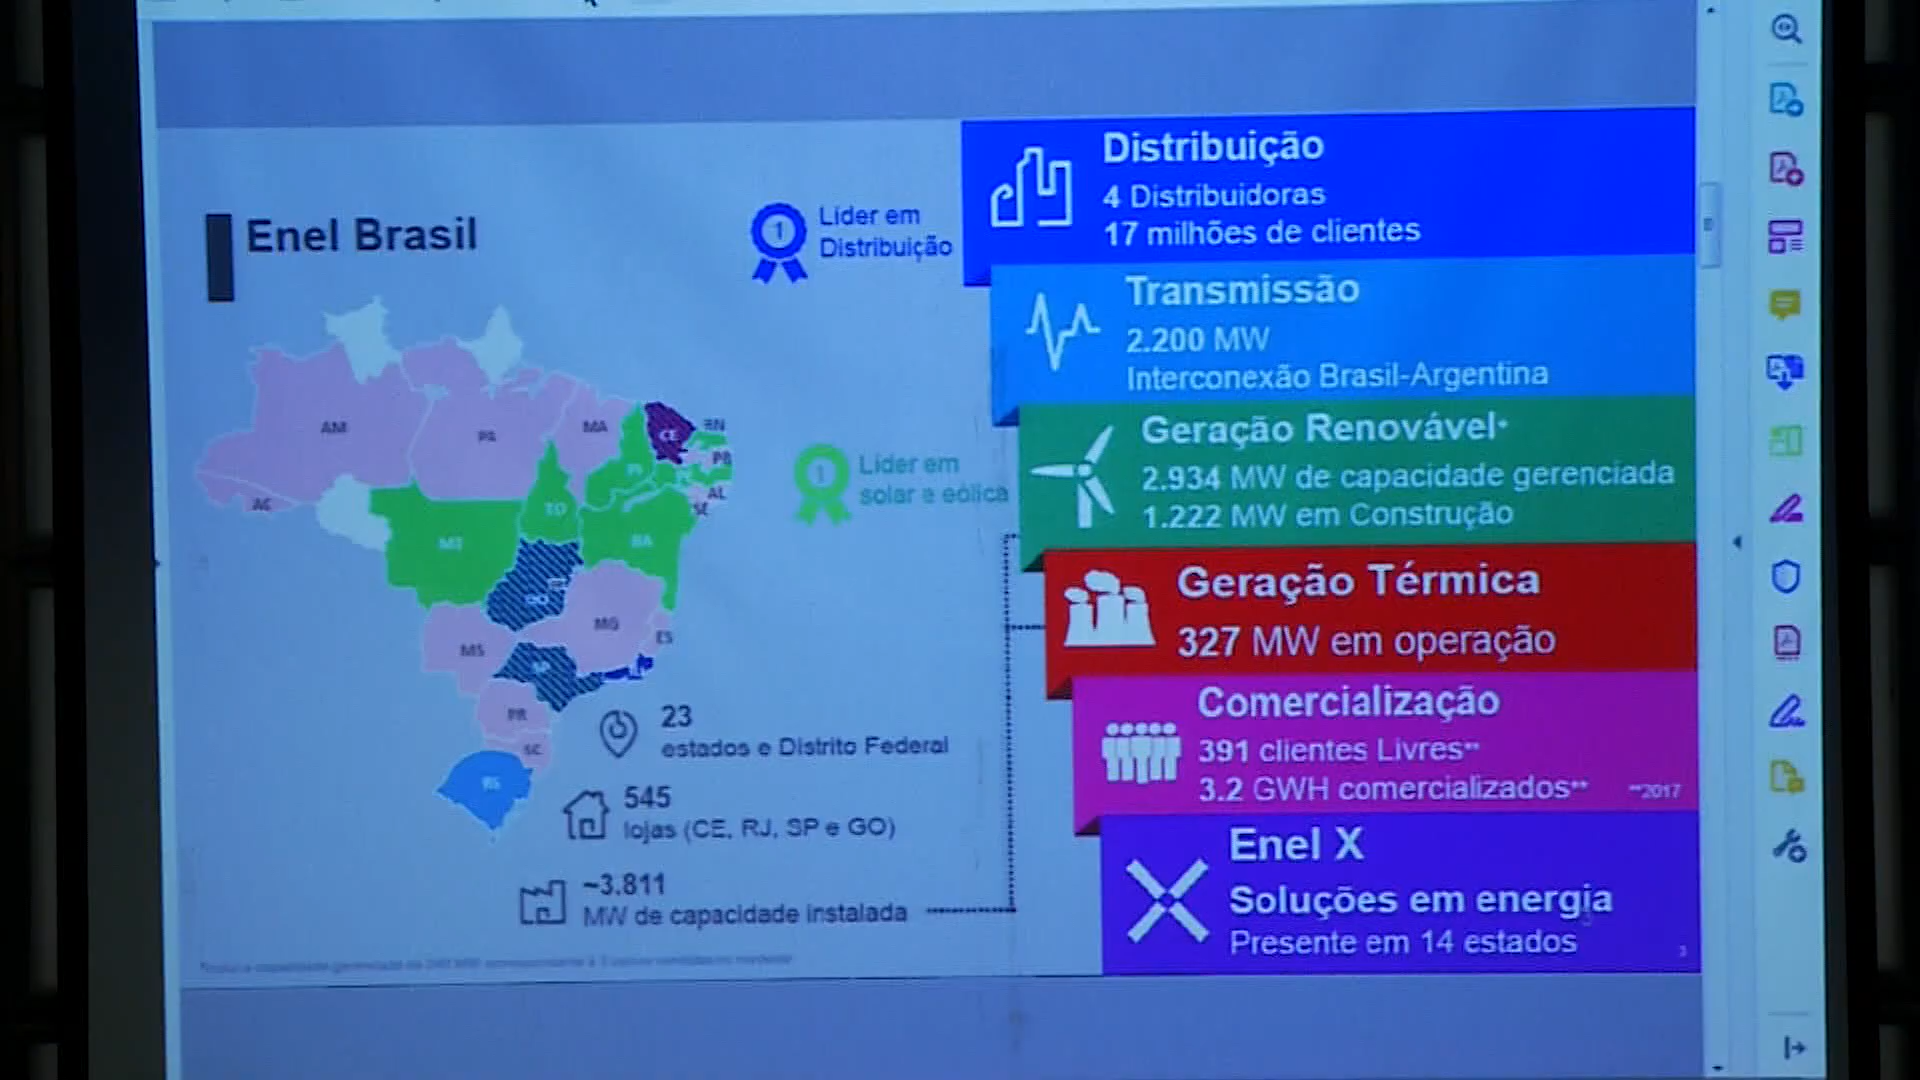 Enel Brasil
1
Líder em
Distribuição
Distribuição
4 Distribuidoras
17 milhões de clientes
Transmissão
2.200 MW
Interconexão Brasil-Argentina
1
Líder em
solar e eólica
Geração Renovável*
2.934 MW de capacidade gerenciada
1.222 MW em Construção
Geração Térmica
327 MW em operação
Comercialização
391 clientes Livres**
3.2 GWH comercializados**
**2017
Enel X
Soluções em energia
Presente em 14 estados
3
AM
PA
MA
CE
RN
PB
PI
AL
SE
AC
TO
MT
BA
GO
MG
ES
MS
SP
PR
SC
RS
23
estados e Distrito Federal
545
lojas (CE, RJ, SP e GO)
~3.811
MW de capacidade instalada